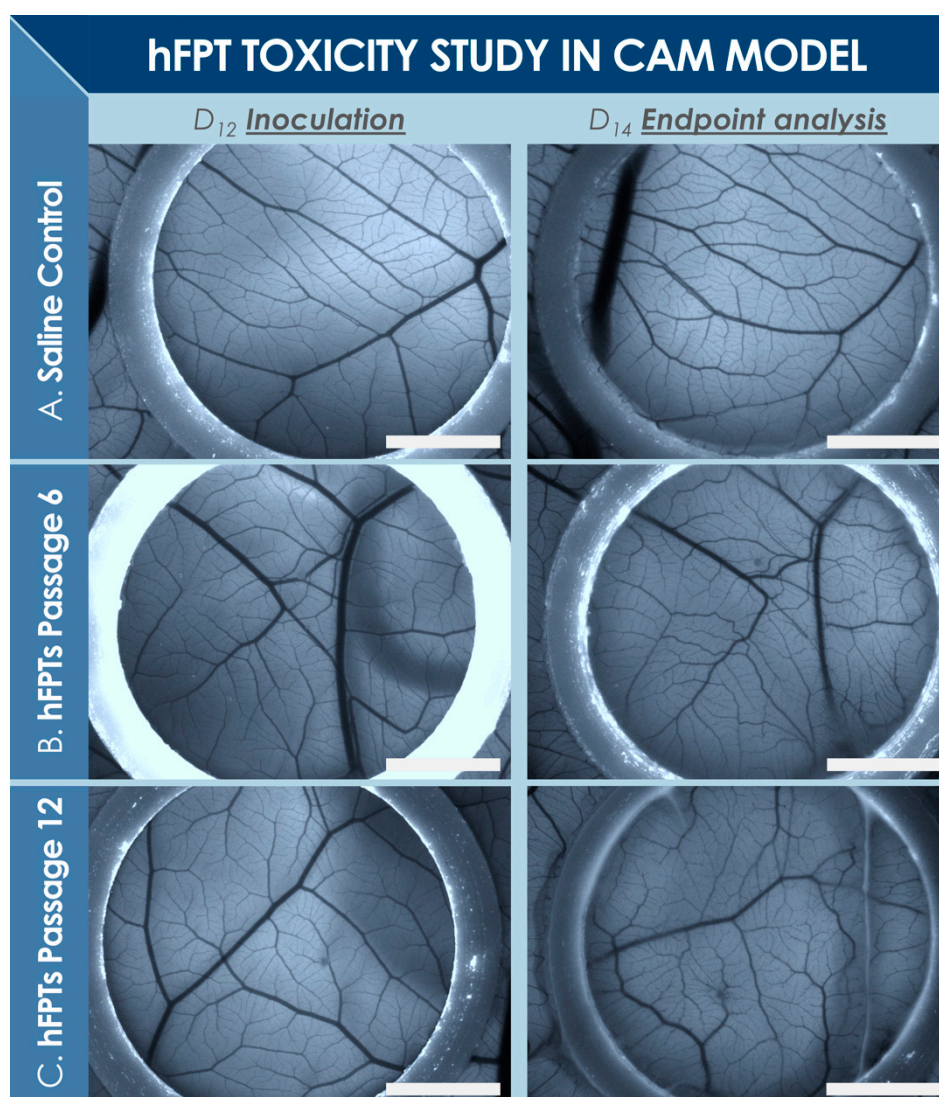 hFPT TOXICITY STUDY IN CAM MODEL
D12 Inoculation
D14 Endpoint analysis
A. Saline Control
B. hFPTs Passage 6
C. hFPTs Passage 12